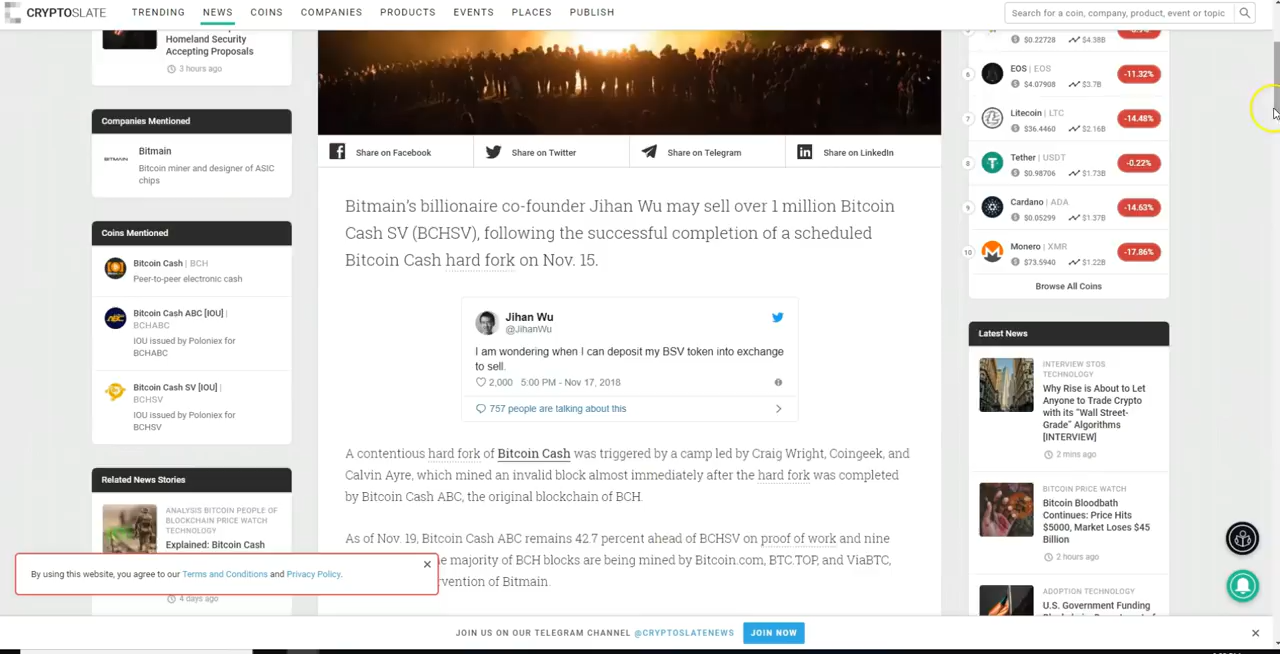 CRYPTOSLATE
TRENDING
NEWS
COINS
COMPANIES
PRODUCTS
EVENTS
PLACES
PUBLISH
Search for a coin, company, product, event or topic
Homeland Security
Accepting Proposals
3 hours ago
Companies Mentioned
BITMAIN
Bitmain
Bitcoin miner and designer of ASIC
chips
Coins Mentioned
Bitcoin Cash | BCH
Peer-to-peer electronic cash
Bitcoin Cash ABC [IOU] |
BCHABC
IOU issued by Poloniex for
BCHABC
Bitcoin Cash SV [IOU] |
BCHSV
IOU issued by Poloniex for
BCHSV
Related News Stories
ANALYSIS BITCOIN PEOPLE OF
BLOCKCHAIN PRICE WATCH
TECHNOLOGY
Explained: Bitcoin Cash
4 days ago
Share on Facebook
Share on Twitter
Share on Telegram
Share on LinkedIn
Bitmain's billionaire co-founder Jihan Wu may sell over 1 million Bitcoin
Cash SV (BCHSV), following the successful completion of a scheduled
Bitcoin Cash hard fork on Nov. 15.
Jihan Wu
@JihanWu
I am wondering when I can deposit my BSV token into exchange
to sell.
2,000 5:00 PM - Nov 17, 2018
757 people are talking about this
A contentious hard fork of Bitcoin Cash was triggered by a camp led by Craig Wright, Coingeek, and
Calvin Ayre, which mined an invalid block almost immediately after the hard fork was completed
by Bitcoin Cash ABC, the original blockchain of BCH.
As of Nov. 19, Bitcoin Cash ABC remains 42.7 percent ahead of BCHSV on proof of work and nine
e majority of BCH blocks are being mined by Bitcoin.com, BTC.TOP, and ViaBTC,
vention of Bitmain.
$0.22728 $4.38B
6 EOS | EOS
$4.07908 $3.7B
-11.32%
7 Litecoin | LTC
$36.4460 $2.16B
-14.48%
8 Tether | USDT
$0.98706 $1.73B
-0.22%
9 Cardano | ADA
$0.05299 $1.37B
-14.63%
10 Monero | XMR
$73.5940 $1.22B
-17.86%
Browse All Coins
Latest News
INTERVIEW STOS
TECHNOLOGY
Why Rise is About to Let
Anyone to Trade Crypto
with its "Wall Street-
Grade" Algorithms
[INTERVIEW]
2 mins ago
BITCOIN PRICE WATCH
Bitcoin Bloodbath
Continues: Price Hits
$5000, Market Loses $45
Billion
2 hours ago
ADOPTION TECHNOLOGY
U.S. Government Funding
By using this website, you agree to our Terms and Conditions and Privacy Policy.
JOIN US ON OUR TELEGRAM CHANNEL @CRYPTOSLATENEWS
JOIN NOW